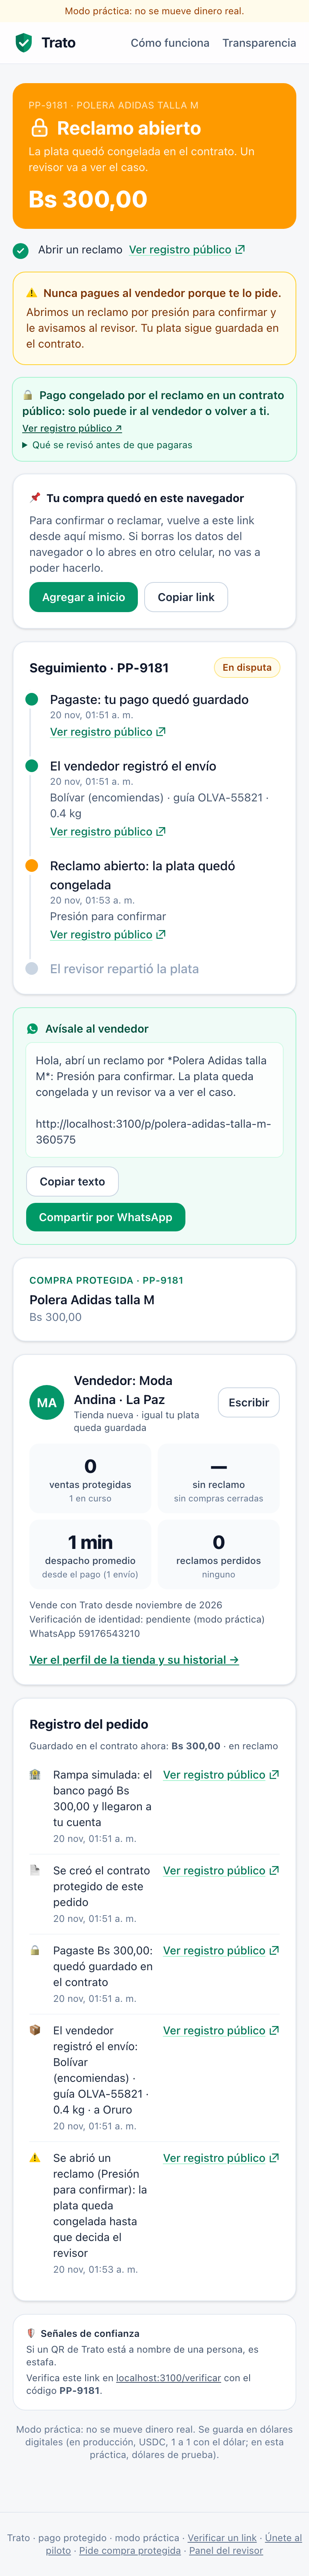 Modo práctica: no se mueve dinero real.
Trato
Cómo funciona
Transparencia
PP-9181 · POLERA ADIDAS TALLA M
Reclamo abierto
La plata quedó congelada en el contrato. Un
revisor va a ver el caso.
Bs 300,00
Abrir un reclamo Ver registro público
Nunca pagues al vendedor porque te lo pide.
Abrimos un reclamo por presión para confirmar y
le avisamos al revisor. Tu plata sigue guardada en
el contrato.
Pago congelado por el reclamo en un contrato
público: solo puede ir al vendedor o volver a ti.
Ver registro público ↗
▶ Qué se revisó antes de que pagaras
Tu compra quedó en este navegador
Para confirmar o reclamar, vuelve a este link
desde aquí mismo. Si borras los datos del
navegador o lo abres en otro celular, no vas a
poder hacerlo.
Agregar a inicio
Copiar link
Seguimiento · PP-9181
En disputa
Pagaste: tu pago quedó guardado
20 nov, 01:51 a. m.
Ver registro público
El vendedor registró el envío
20 nov, 01:51 a. m.
Bolívar (encomiendas) · guía OLVA-55821 ·
0.4 kg
Ver registro público
Reclamo abierto: la plata quedó
congelada
20 nov, 01:53 a. m.
Presión para confirmar
Ver registro público
El revisor repartió la plata
Avísale al vendedor
Hola, abrí un reclamo por *Polera Adidas talla
M*: Presión para confirmar. La plata queda
congelada y un revisor va a ver el caso.
http://localhost:3100/p/polera-adidas-talla-m-
360575
Copiar texto
Compartir por WhatsApp
COMPRA PROTEGIDA · PP-9181
Polera Adidas talla M
Bs 300,00
MA
Vendedor: Moda
Andina · La Paz
Tienda nueva · igual tu plata
queda guardada
Escribir
0
ventas protegidas
1 en curso
—
sin reclamo
sin compras cerradas
1 min
despacho promedio
desde el pago (1 envío)
0
reclamos perdidos
ninguno
Vende con Trato desde noviembre de 2026
Verificación de identidad: pendiente (modo práctica)
WhatsApp 59176543210
Ver el perfil de la tienda y su historial →
Registro del pedido
Guardado en el contrato ahora: Bs 300,00 · en reclamo
Rampa simulada: el
banco pagó Bs
300,00 y llegaron a
tu cuenta
20 nov, 01:51 a. m.
Ver registro público
Se creó el contrato
protegido de este
pedido
20 nov, 01:51 a. m.
Ver registro público
Pagaste Bs 300,00:
quedó guardado en
el contrato
20 nov, 01:51 a. m.
Ver registro público
El vendedor
registró el envío:
Bolívar
(encomiendas) ·
guía OLVA-55821 ·
0.4 kg · a Oruro
20 nov, 01:51 a. m.
Ver registro público
Se abrió un
reclamo (Presión
para confirmar): la
plata queda
congelada hasta
que decida el
revisor
20 nov, 01:53 a. m.
Ver registro público
Señales de confianza
Si un QR de Trato está a nombre de una persona, es
estafa.
Verifica este link en localhost:3100/verificar con el
código PP-9181.
Modo práctica: no se mueve dinero real. Se guarda en dólares
digitales (en producción, USDC, 1 a 1 con el dólar; en esta
práctica, dólares de prueba).
Trato · pago protegido · modo práctica · Verificar un link · Únete al
piloto · Pide compra protegida · Panel del revisor